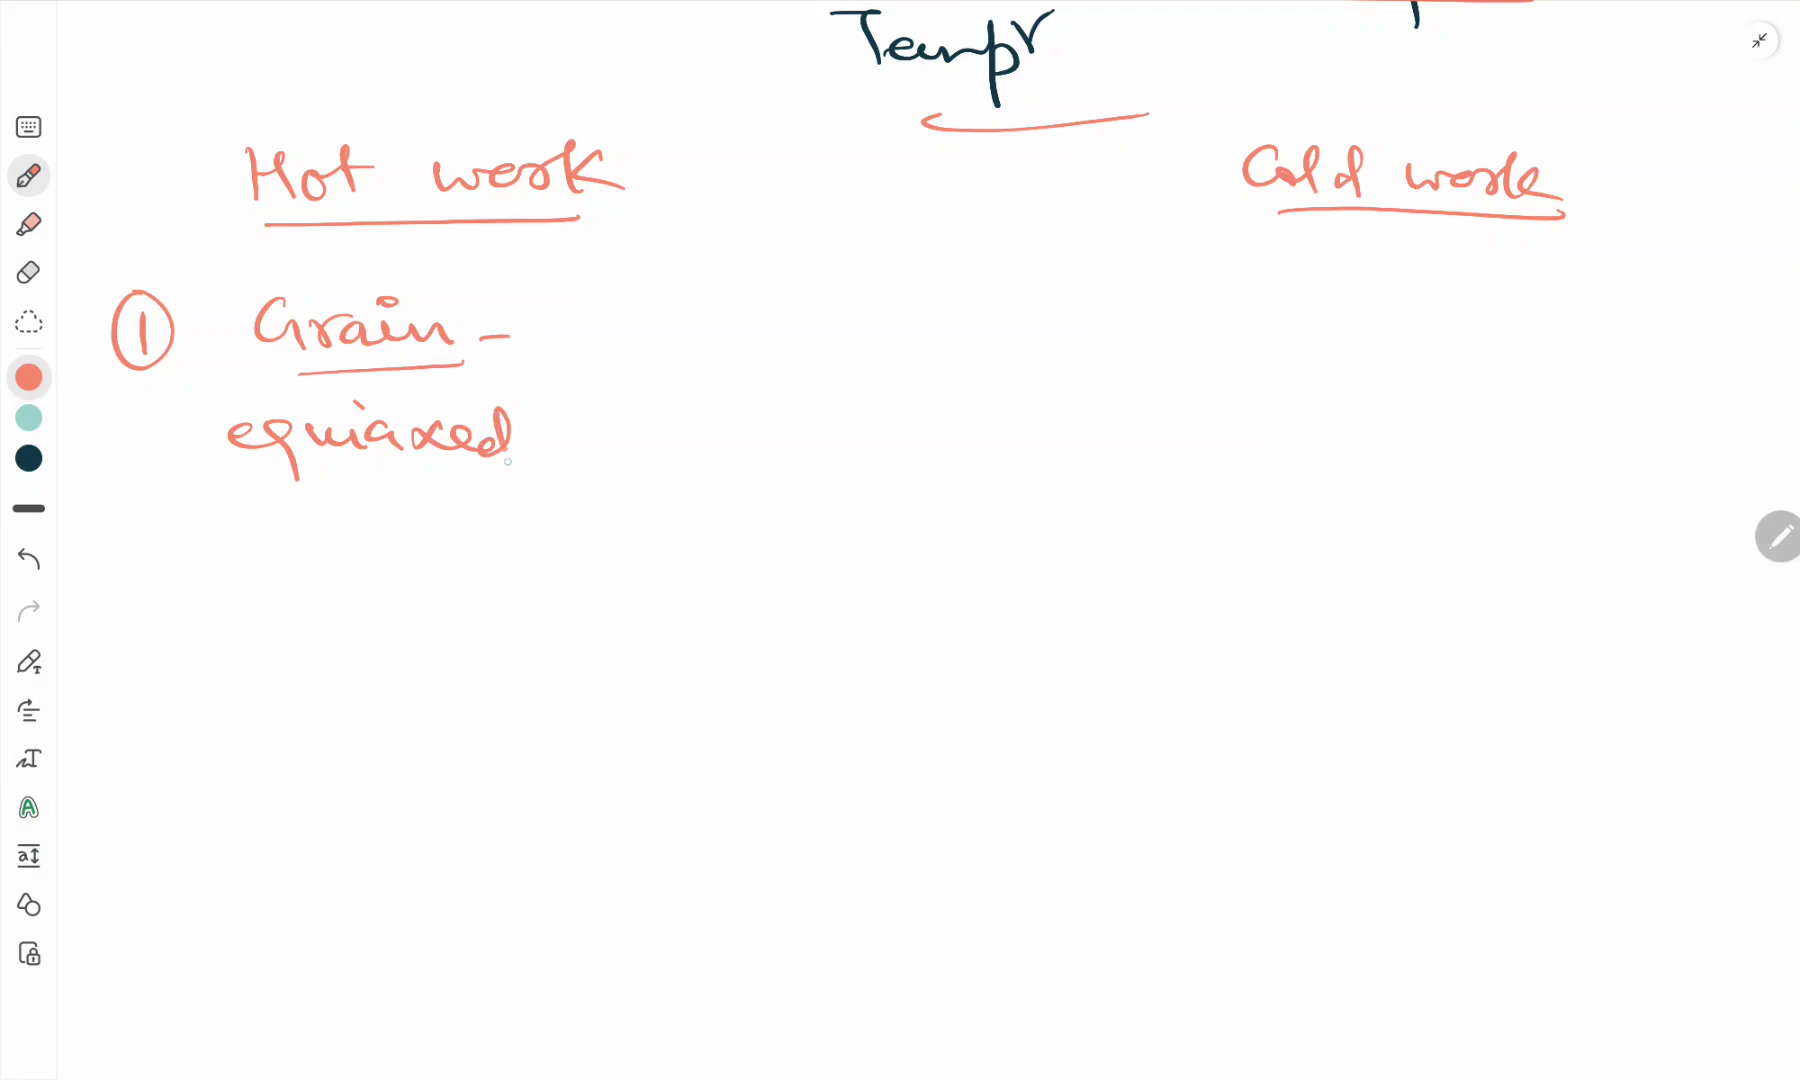 Tempr
Hot work
Cold work
① Grain -
equiaxed